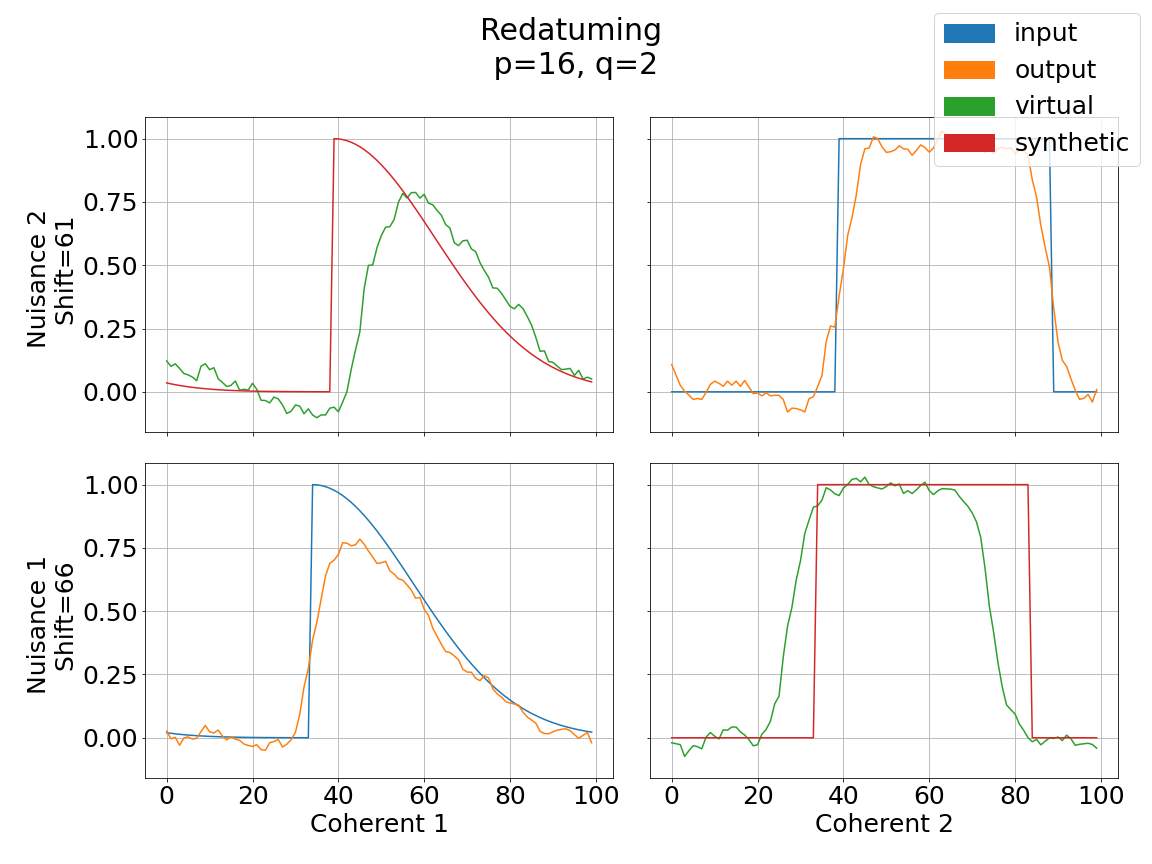 Redatuming
p=16, q=2
input
output
virtual
synthetic
Nuisance 2
Shift=61
1.00
0.75
0.50
0.25
0.00
Nuisance 1
Shift=66
1.00
0.75
0.50
0.25
0.00
0 20 40 60 80 100
0 20 40 60 80 100
Coherent 1
Coherent 2